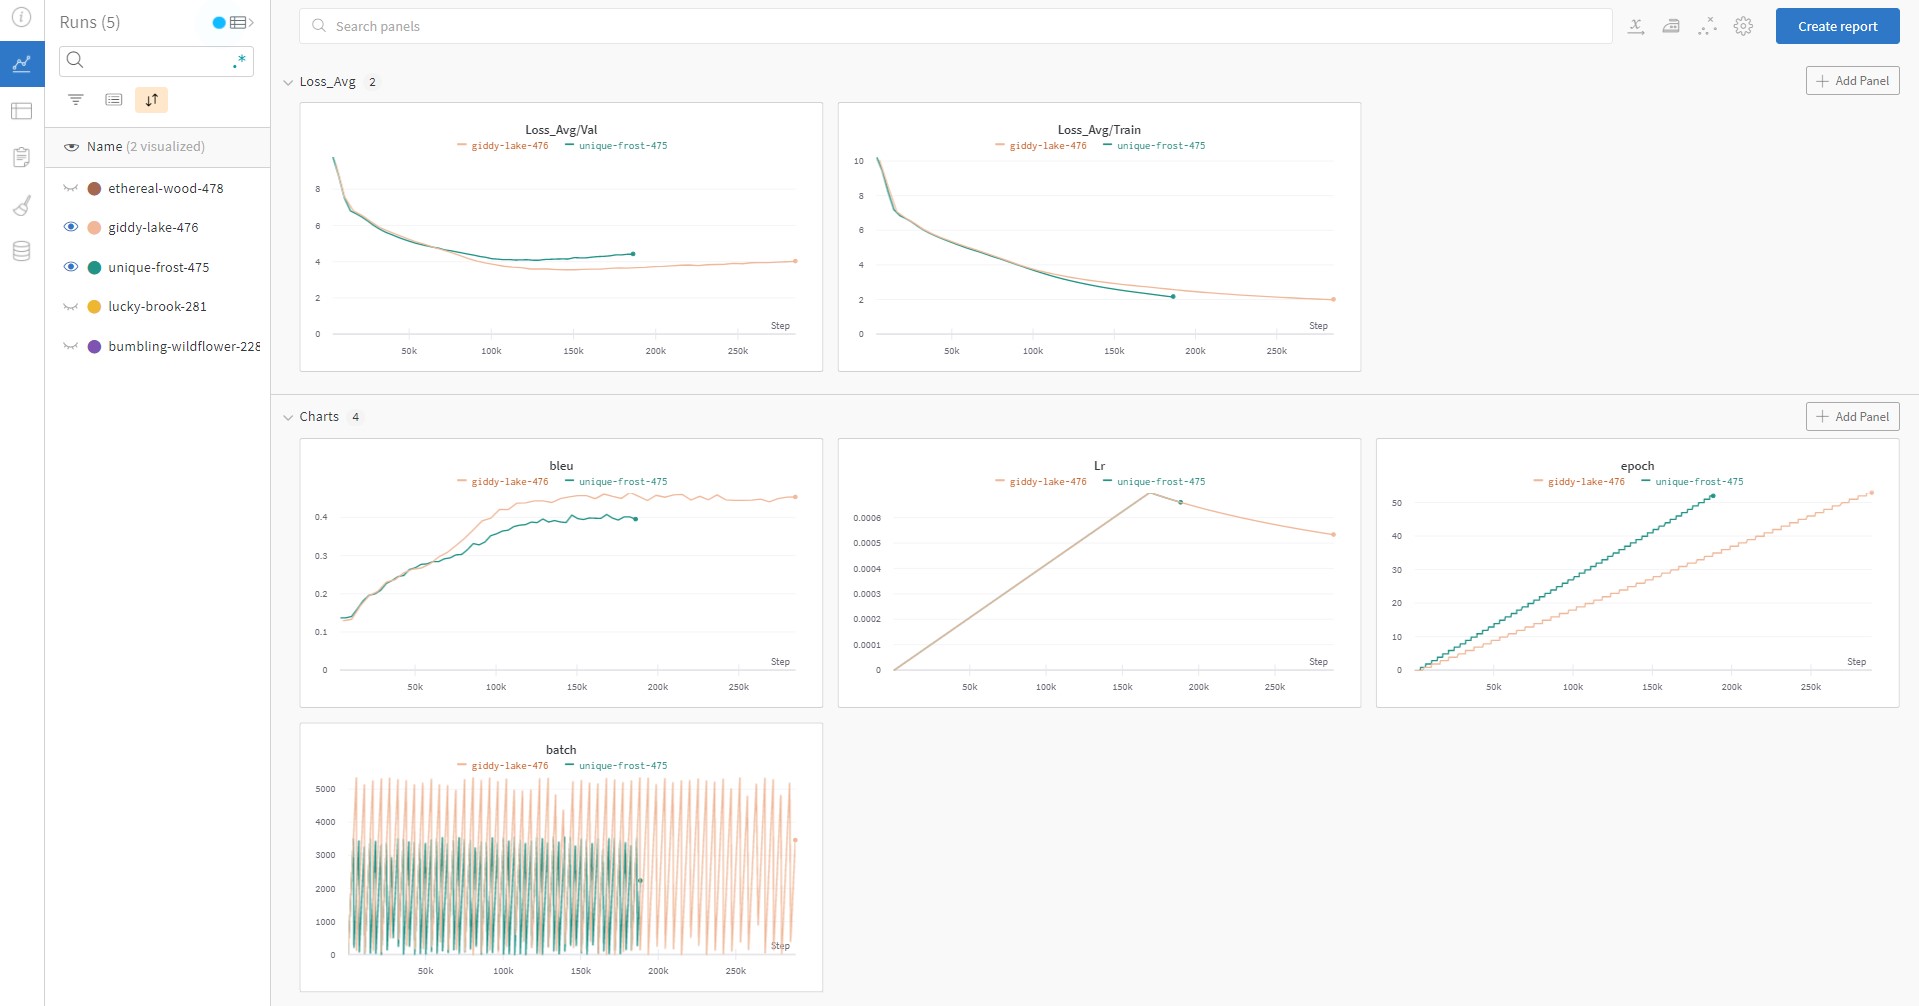 Runs (5)
Search panels
Create report
.*
Name (2 visualized)
ethereal-wood-478
giddy-lake-476
unique-frost-475
lucky-brook-281
bumbling-wildflower-228
Loss_Avg 2
Add Panel
Loss_Avg/Val
giddy-lake-476 unique-frost-475
8
6
4
2
0
Step
50k 100k 150k 200k 250k
Loss_Avg/Train
giddy-lake-476 unique-frost-475
10
8
6
4
2
0
Step
50k 100k 150k 200k 250k
Charts 4
Add Panel
bleu
giddy-lake-476 unique-frost-475
0.4
0.3
0.2
0.1
0
Step
50k 100k 150k 200k 250k
Lr
giddy-lake-476 unique-frost-475
0.0006
0.0005
0.0004
0.0003
0.0002
0.0001
0
Step
50k 100k 150k 200k 250k
epoch
giddy-lake-476 unique-frost-475
50
40
30
20
10
0
Step
50k 100k 150k 200k 250k
batch
giddy-lake-476 unique-frost-475
5000
4000
3000
2000
1000
0
Step
50k 100k 150k 200k 250k